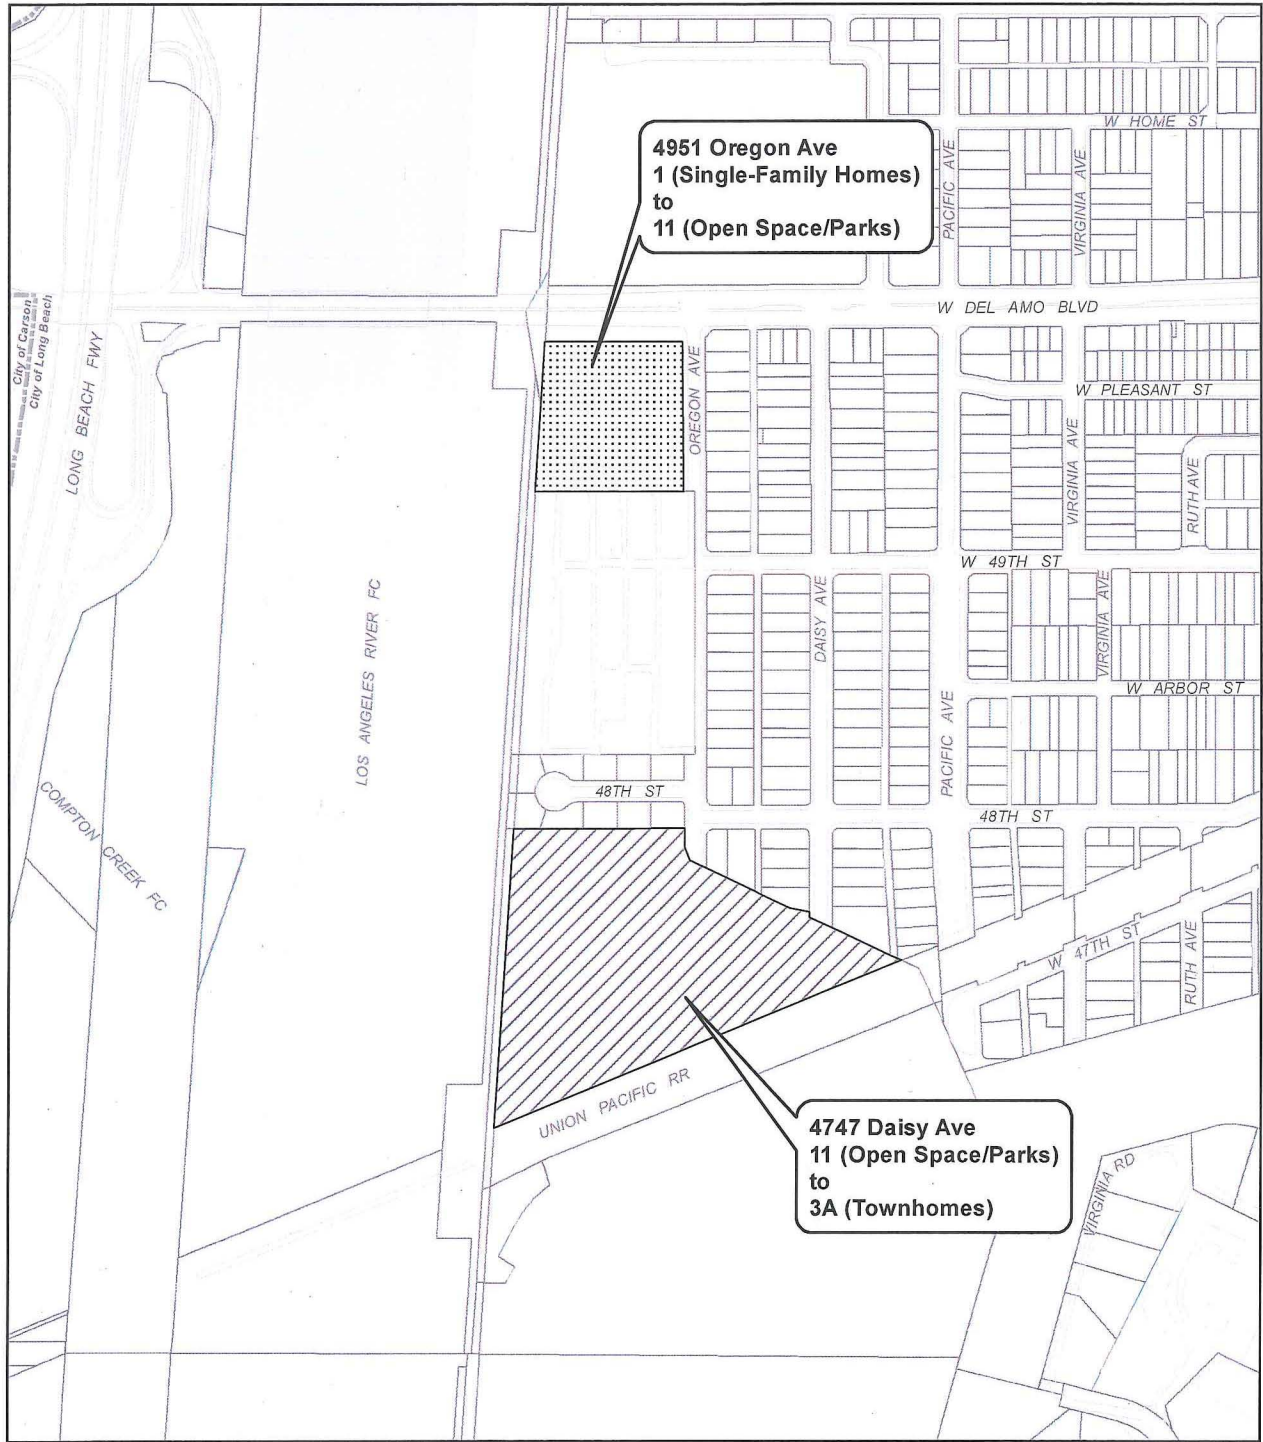 W HOME ST
4951 Oregon Ave
1 (Single-Family Homes)
to
11 (Open Space/Parks)
PACIFIC AVE
VIRGINIA AVE
W DEL AMO BLVD
City of Carson
City of Long Beach
LONG BEACH FWY
OREGON AVE
W PLEASANT ST
VIRGINIA AVE
RUTH AVE
W 49TH ST
LOS ANGELES RIVER FC
DAISY AVE
VIRGINIA AVE
W ARBOR ST
PACIFIC AVE
COMPTON CREEK FC
48TH ST
48TH ST
W 47TH ST
RUTH AVE
UNION PACIFIC RR
4747 Daisy Ave
11 (Open Space/Parks)
to
3A (Townhomes)
VIRGINIA RD